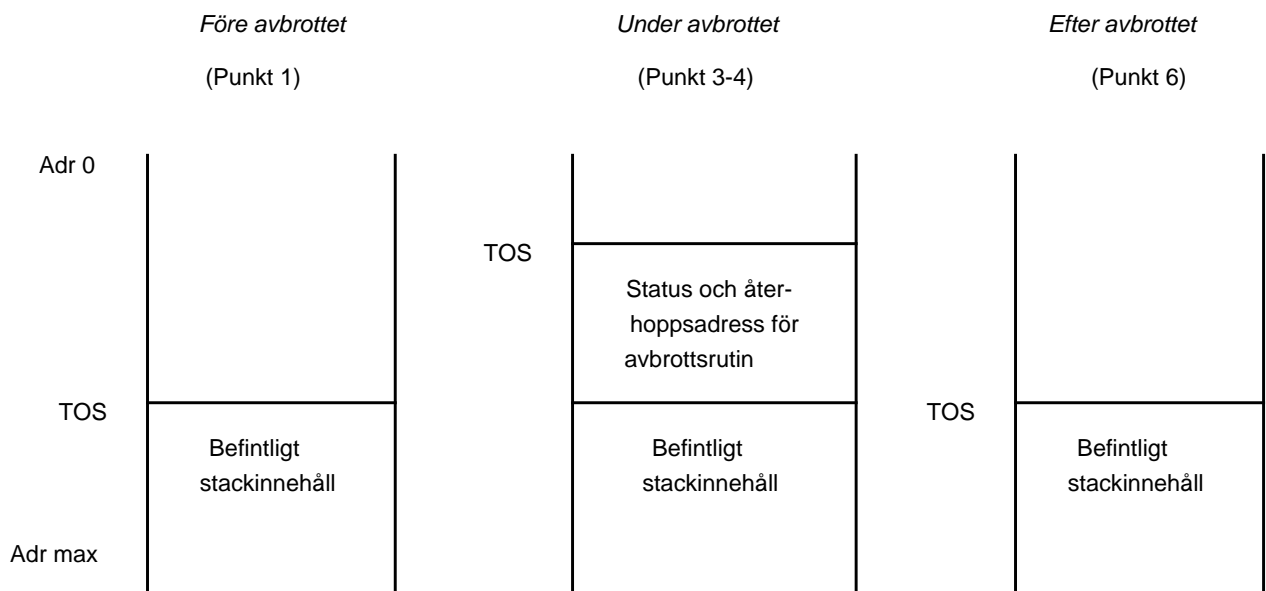 Före avbrottet
Under avbrottet
Efter avbrottet
(Punkt 1)
(Punkt 3-4)
(Punkt 6)
Adr 0
TOS
Status och åter-
hoppsadress för
avbrottsrutin
TOS
TOS
Befintligt
stackinnehåll
Befintligt
stackinnehåll
Befintligt
stackinnehåll
Adr max